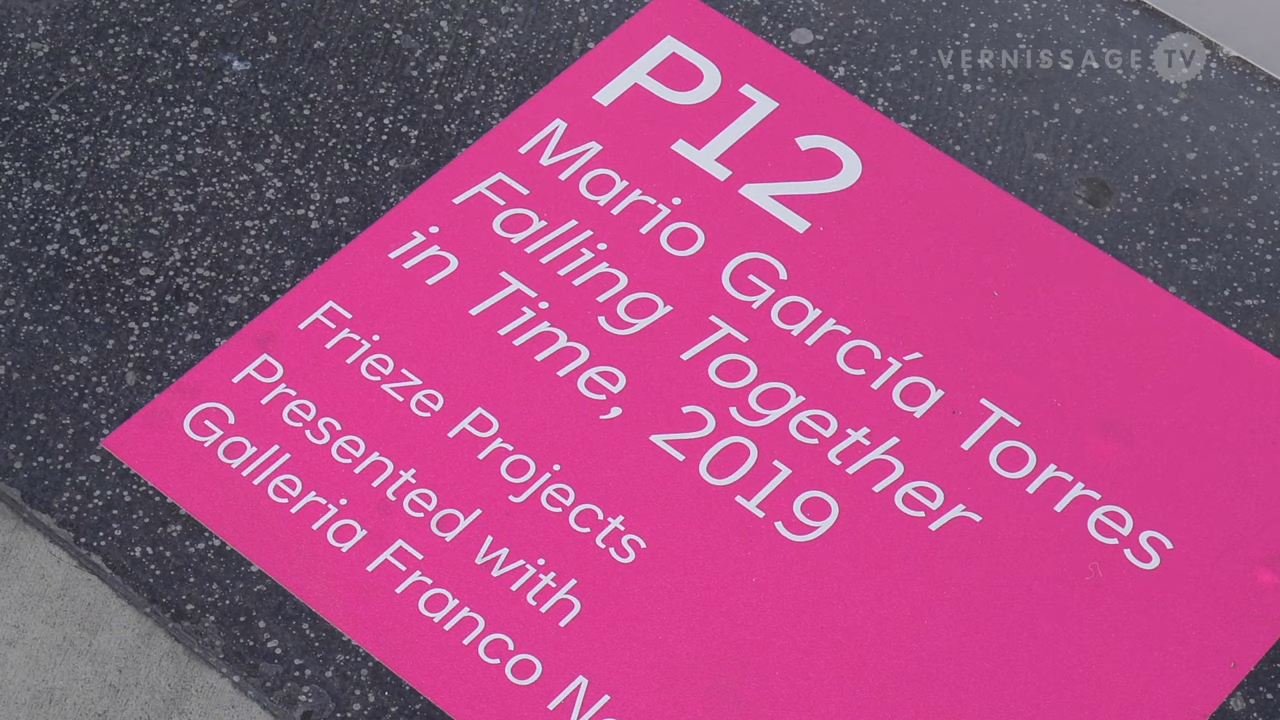 VERNISSAGE TV
P12
Mario García Torres
Falling Together
in Time, 2019
Frieze Projects
Presented with
Galleria Franco